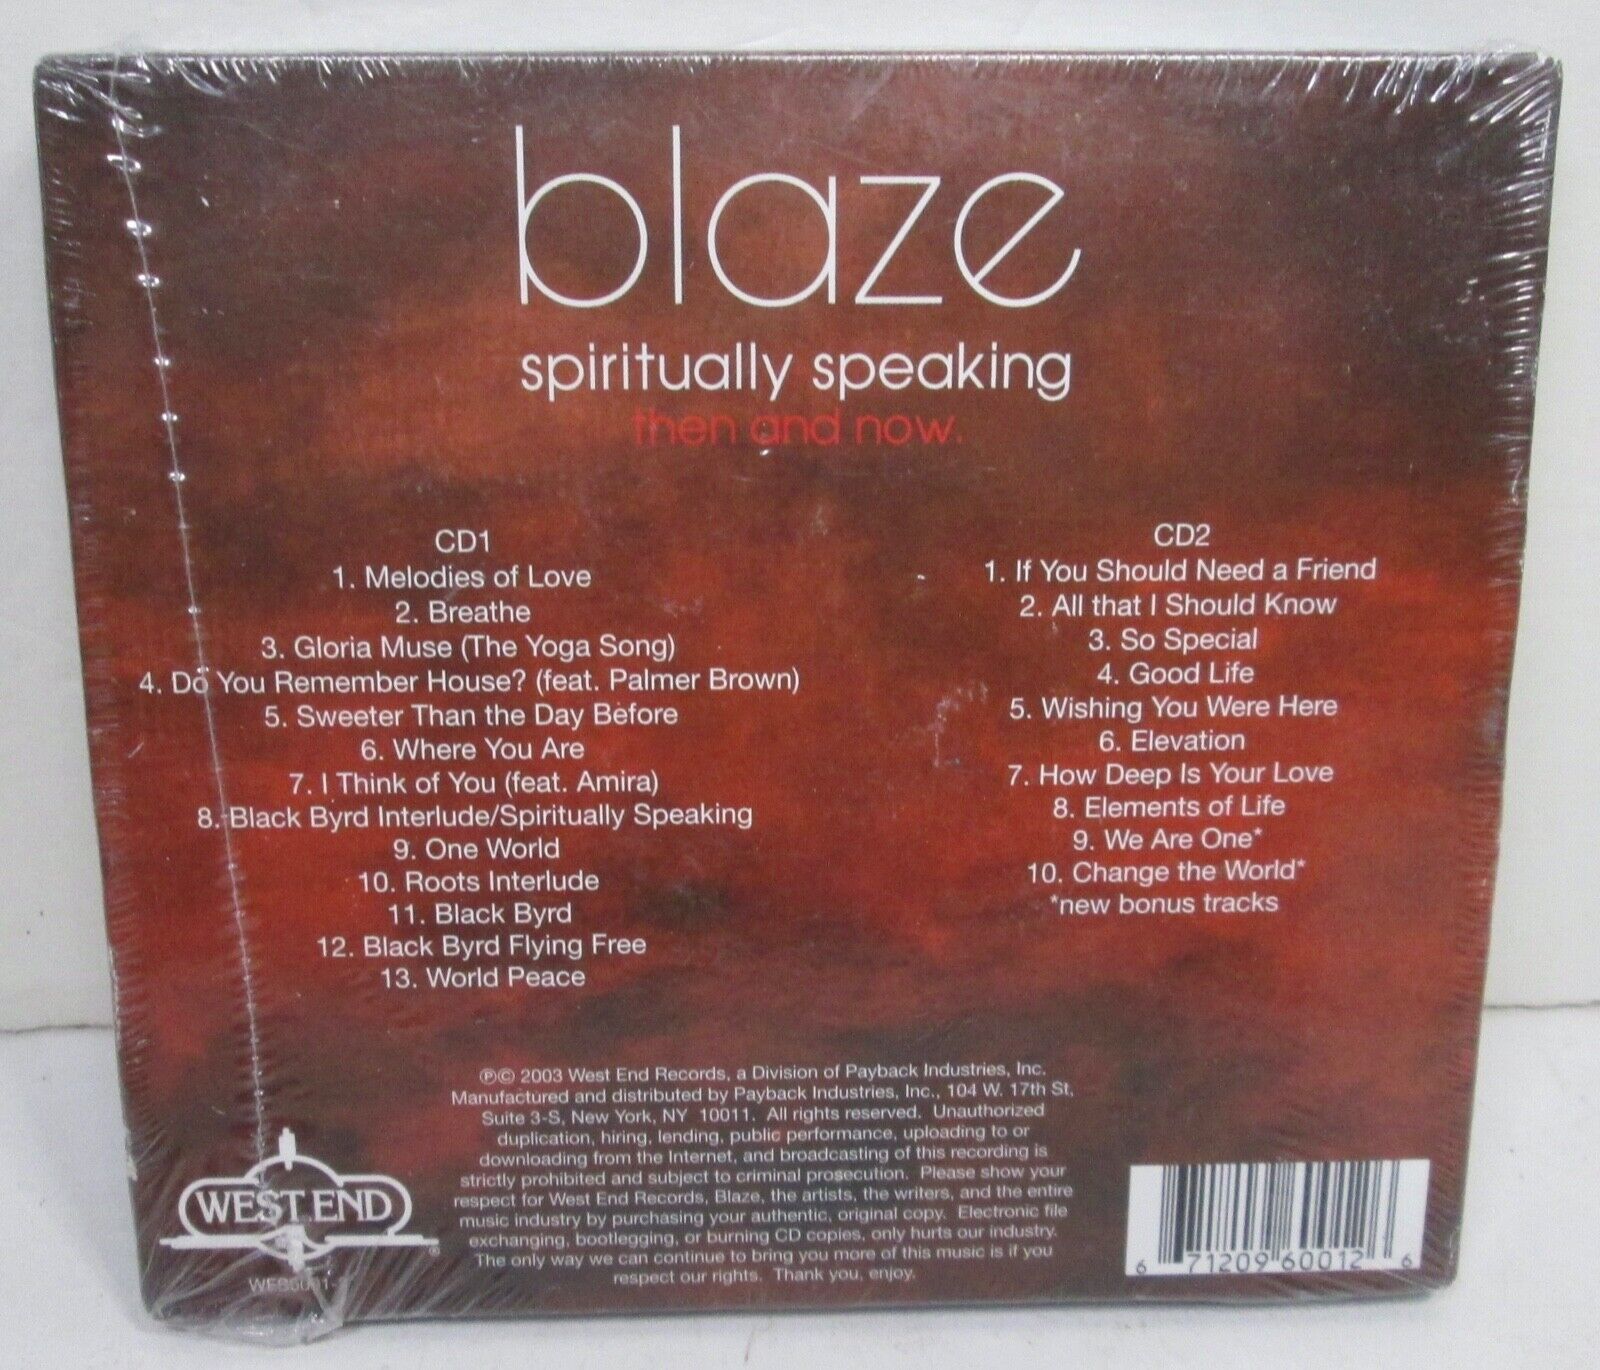 blaze
spiritually speaking
then and now.
CD1
1. Melodies of Love
2. Breathe
3. Gloria Muse (The Yoga Song)
4. Do You Remember House? (feat. Palmer Brown)
5. Sweeter Than the Day Before
6. Where You Are
7. I Think of You (feat. Amira)
8. Black Byrd Interlude/Spiritually Speaking
9. One World
10. Roots Interlude
11. Black Byrd
12. Black Byrd Flying Free
13. World Peace
CD2
1. If You Should Need a Friend
2. All that I Should Know
3. So Special
4. Good Life
5. Wishing You Were Here
6. Elevation
7. How Deep Is Your Love
8. Elements of Life
9. We Are One*
10. Change the World*
*new bonus tracks
℗© 2003 West End Records, a Division of Payback Industries, Inc.
Manufactured and distributed by Payback Industries, Inc., 104 W. 17th St,
Suite 3-S, New York, NY 10011. All rights reserved. Unauthorized
duplication, hiring, lending, public performance, uploading to or
downloading from the Internet, and broadcasting of this recording is
strictly prohibited and subject to criminal prosecution. Please show your
respect for West End Records, Blaze, the artists, the writers, and the entire
music industry by purchasing your authentic, original copy. Electronic file
exchanging, bootlegging, or burning CD copies, only hurts our industry.
The only way we can continue to bring you more of this music is if you
respect our rights. Thank you, enjoy.
WEST END
®
6 71209 60012 6